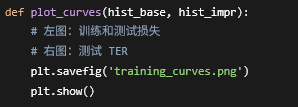 def plot_curves(hist_base, hist_impr):
    # 左图：训练和测试损失
    # 右图：测试 TER
    plt.savefig('training_curves.png')
    plt.show()